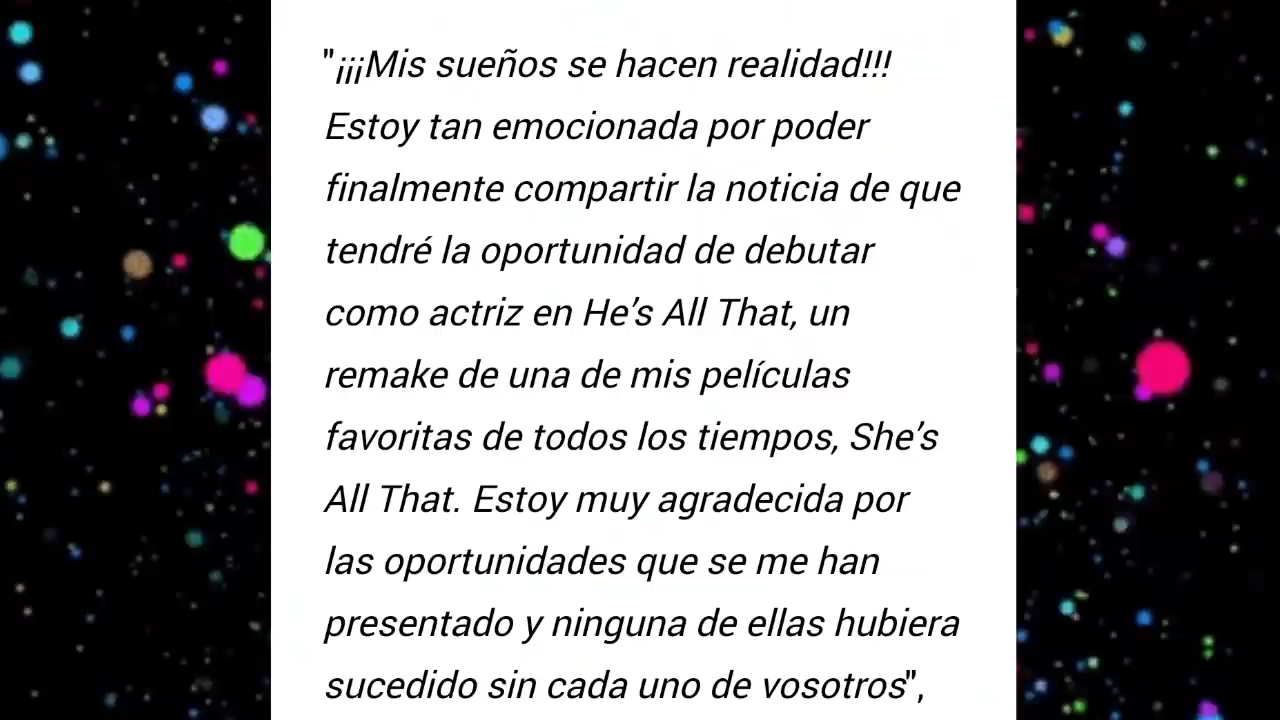 "¡¡¡Mis sueños se hacen realidad!!!
Estoy tan emocionada por poder
finalmente compartir la noticia de que
tendré la oportunidad de debutar
como actriz en He’s All That, un
remake de una de mis películas
favoritas de todos los tiempos, She’s
All That. Estoy muy agradecida por
las oportunidades que se me han
presentado y ninguna de ellas hubiera
sucedido sin cada uno de vosotros",